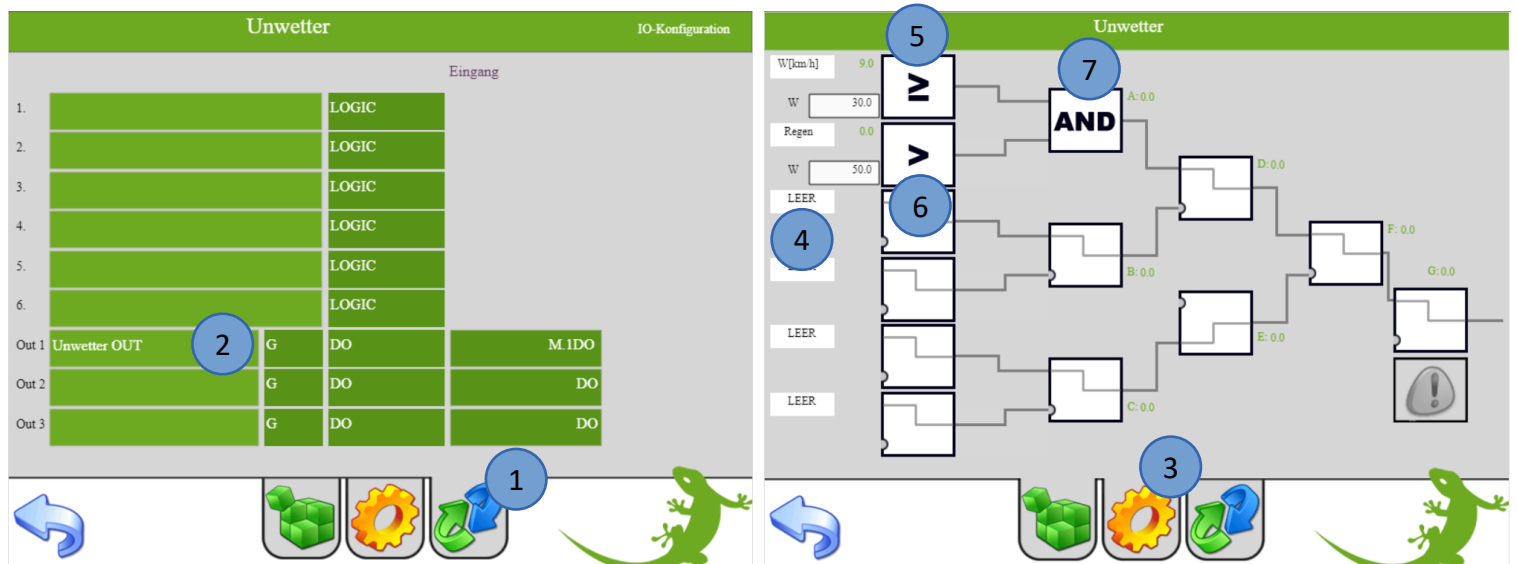 Unwetter
IO-Konfiguration
Eingang
1. LOGIC
2. LOGIC
3. LOGIC
4. LOGIC
5. LOGIC
6. LOGIC
Out 1 Unwetter OUT 2 G DO M.1DO
Out 2 G DO DO
Out 3 G DO DO
1
Unwetter
5
W[km/h] 9.0 ≥ 7
W 30.0 A: 0.0
AND
Regen 0.0 >
W 50.0 D: 0.0
LEER 6
4 F: 0.0
B: 0.0 G: 0.0
LEER E: 0.0
LEER C: 0.0
3